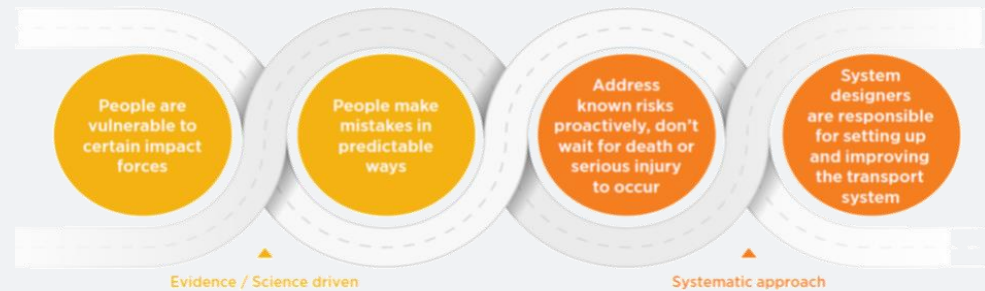 People are
vulnerable to
certain impact
forces
People make
mistakes in
predictable
ways
Address
known risks
proactively, don't
wait for death or
serious injury
to occur
System
designers
are responsible
for setting up
and improving
the transport
system
Evidence / Science driven
Systematic approach